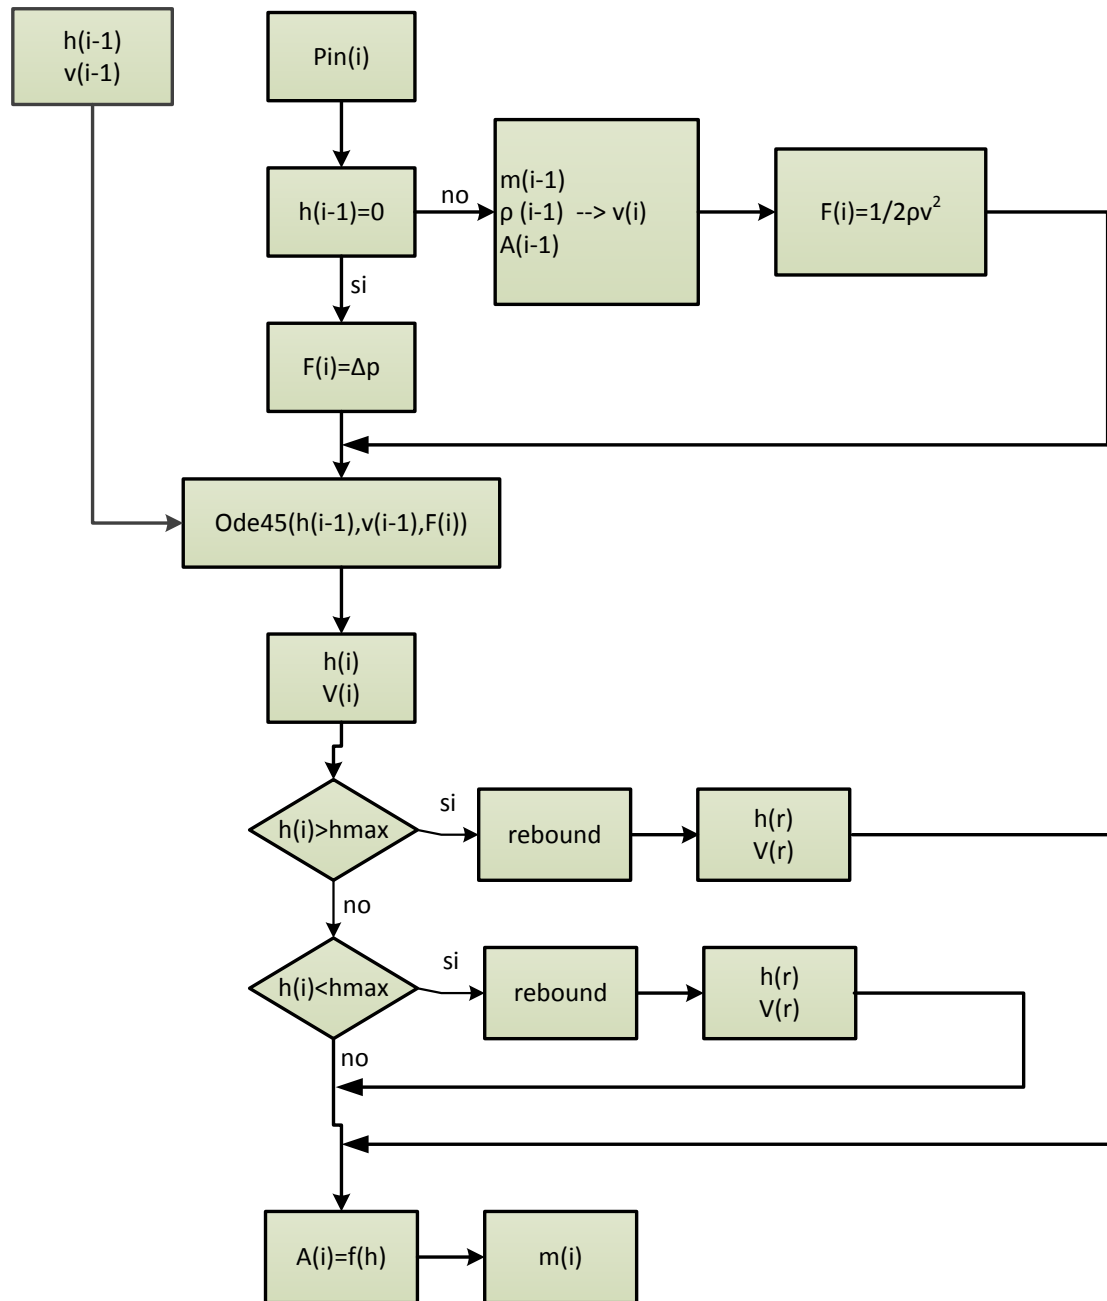 h(i-1)
v(i-1)
Pin(i)
h(i-1)=0
no
m(i-1)
ρ (i-1)  --> v(i)
A(i-1)
F(i)=1/2ρv²
si
F(i)=Δp
Ode45(h(i-1),v(i-1),F(i))
h(i)
V(i)
h(i)>hmax
si
rebound
h(r)
V(r)
no
h(i)<hmax
si
rebound
h(r)
V(r)
no
A(i)=f(h)
m(i)